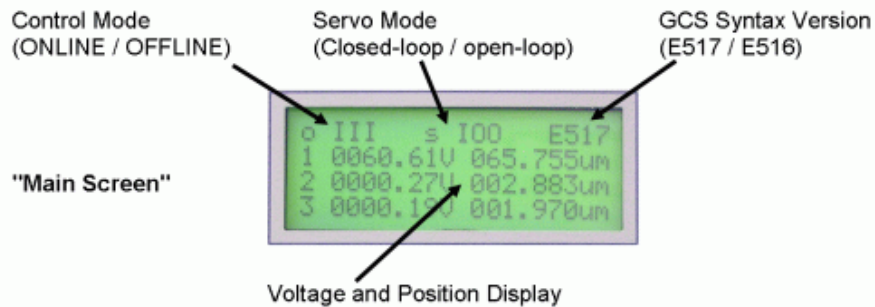 Control Mode
(ONLINE / OFFLINE)
Servo Mode
(Closed-loop / open-loop)
GCS Syntax Version
(E517 / E516)
o III s IOO E517
1 0060.61V 065.755um
2 0000.27V 002.883um
3 0000.19V 001.970um
"Main Screen"
Voltage and Position Display